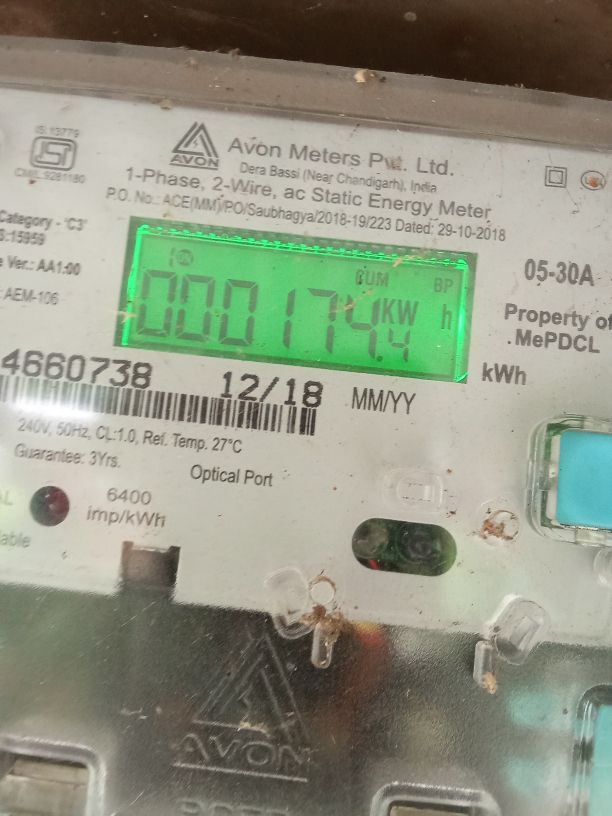 IS:13779
CM/L 9281180
AVON
Avon Meters Pvt. Ltd.
Dera Bassi (Near Chandigarh), India
1-Phase, 2-Wire, ac Static Energy Meter
P.O. No.: ACE(MM)/PO/Saubhagya/2018-19/223 Dated: 29-10-2018
Category - 'C3'
S:15959
Ver.: AA1:00
AEM-106
CUM BP
000174.4 KW h
05-30A
Property of
MePDCL
kWh
4660738 12/18 MM/YY
240V, 50Hz, CL:1.0, Ref. Temp. 27°C
Guarantee: 3Yrs.
Optical Port
6400
imp/kWh
AVON